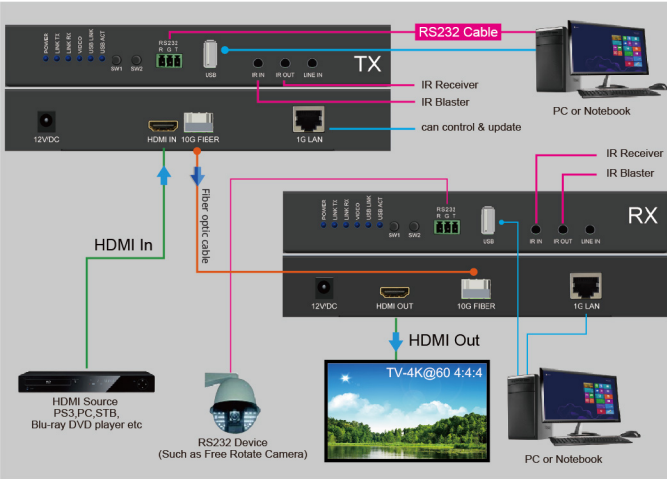 POWER
LINK TX
LINK RX
VIDEO
USB LINK
USB ACT
SW1
SW2
RS232
R G T
USB
IR IN
IR OUT
LINE IN
TX
RS232 Cable
IR Receiver
IR Blaster
PC or Notebook
12V/DC
HDMI IN
10G FIBER
1G LAN
can control & update
Fiber optic cable
HDMI In
POWER
LINK TX
LINK RX
VIDEO
USB LINK
USB ACT
SW1
SW2
RS232
R G T
USB
IR IN
IR OUT
LINE IN
RX
IR Receiver
IR Blaster
12V/DC
HDMI OUT
10G FIBER
1G LAN
HDMI Out
TV-4K@60 4:4:4
HDMI Source
PS3,PC,STB,
Blu-ray DVD player etc
RS232 Device
(Such as Free Rotate Camera)
PC or Notebook